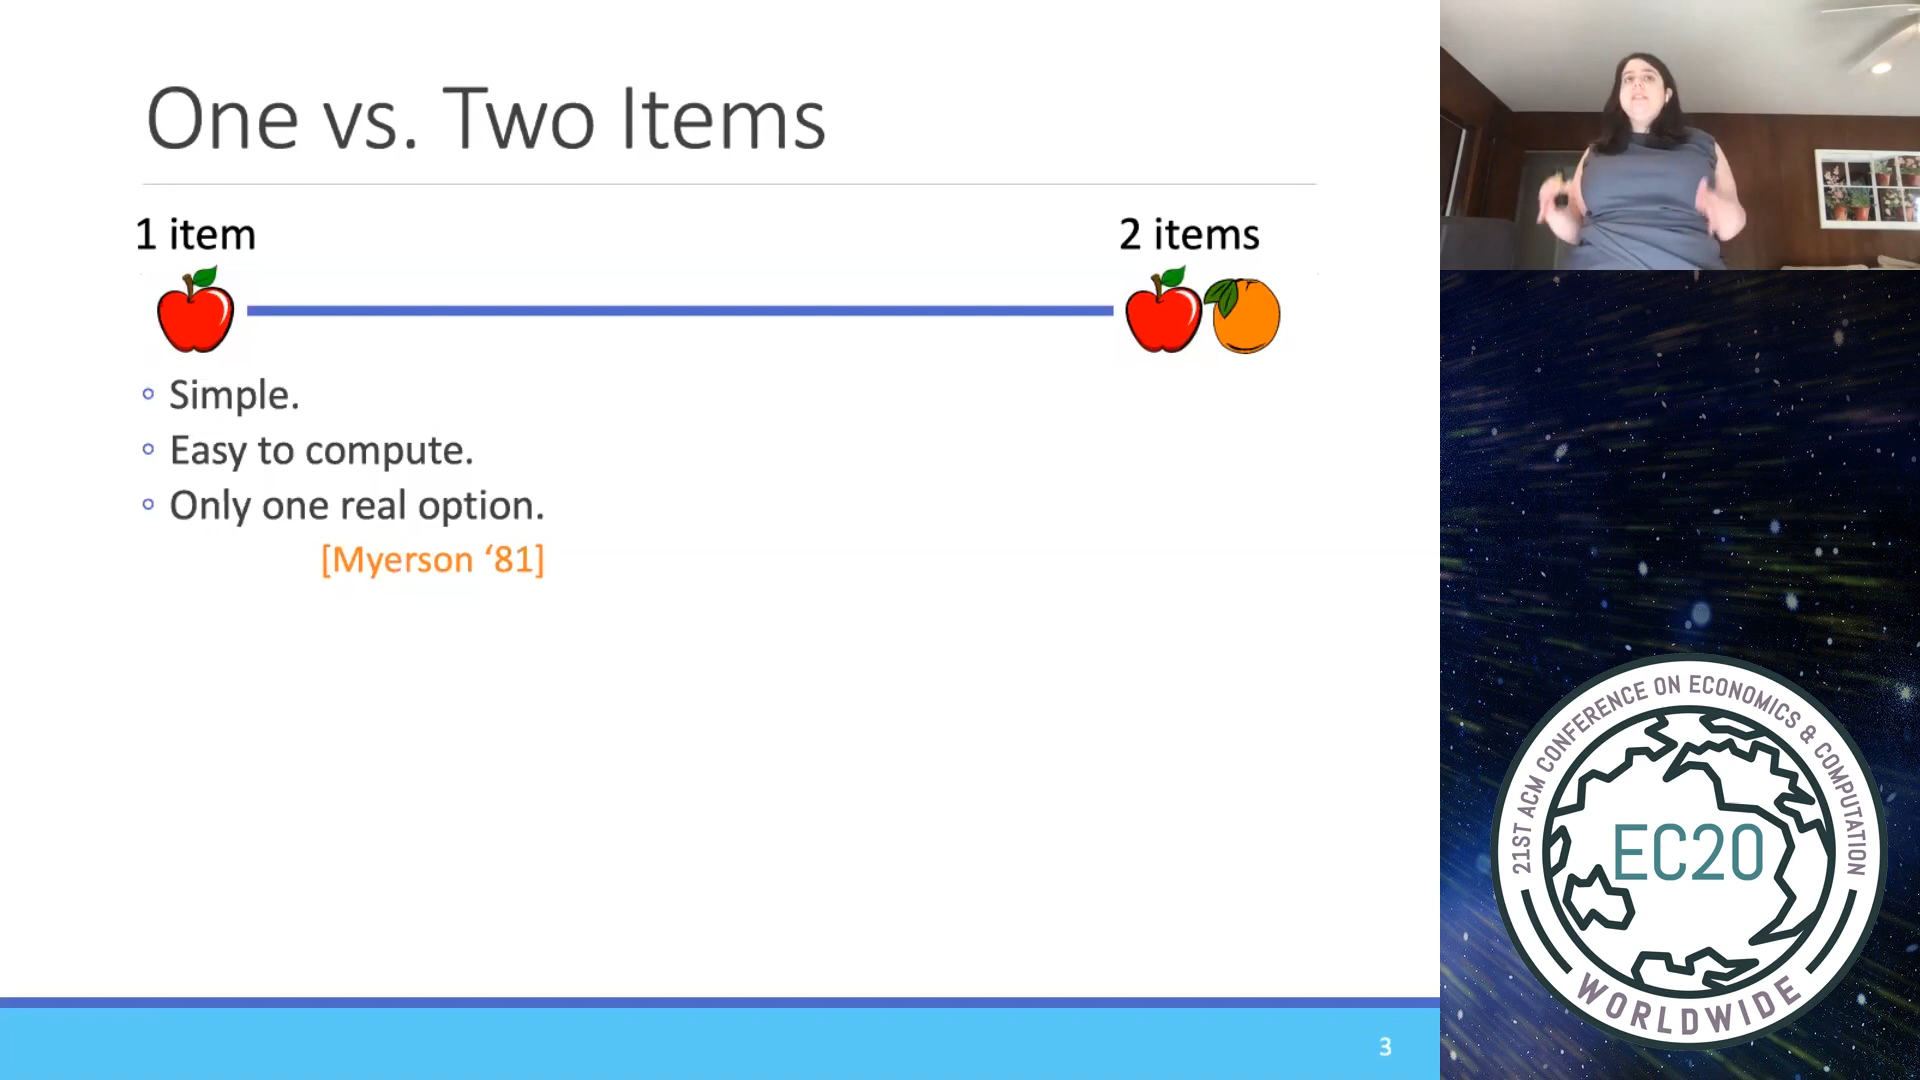 One vs. Two Items
1 item
2 items
Simple.
Easy to compute.
Only one real option.
[Myerson ‘81]
3
21ST ACM CONFERENCE ON ECONOMICS & COMPUTATION
EC20
WORLDWIDE